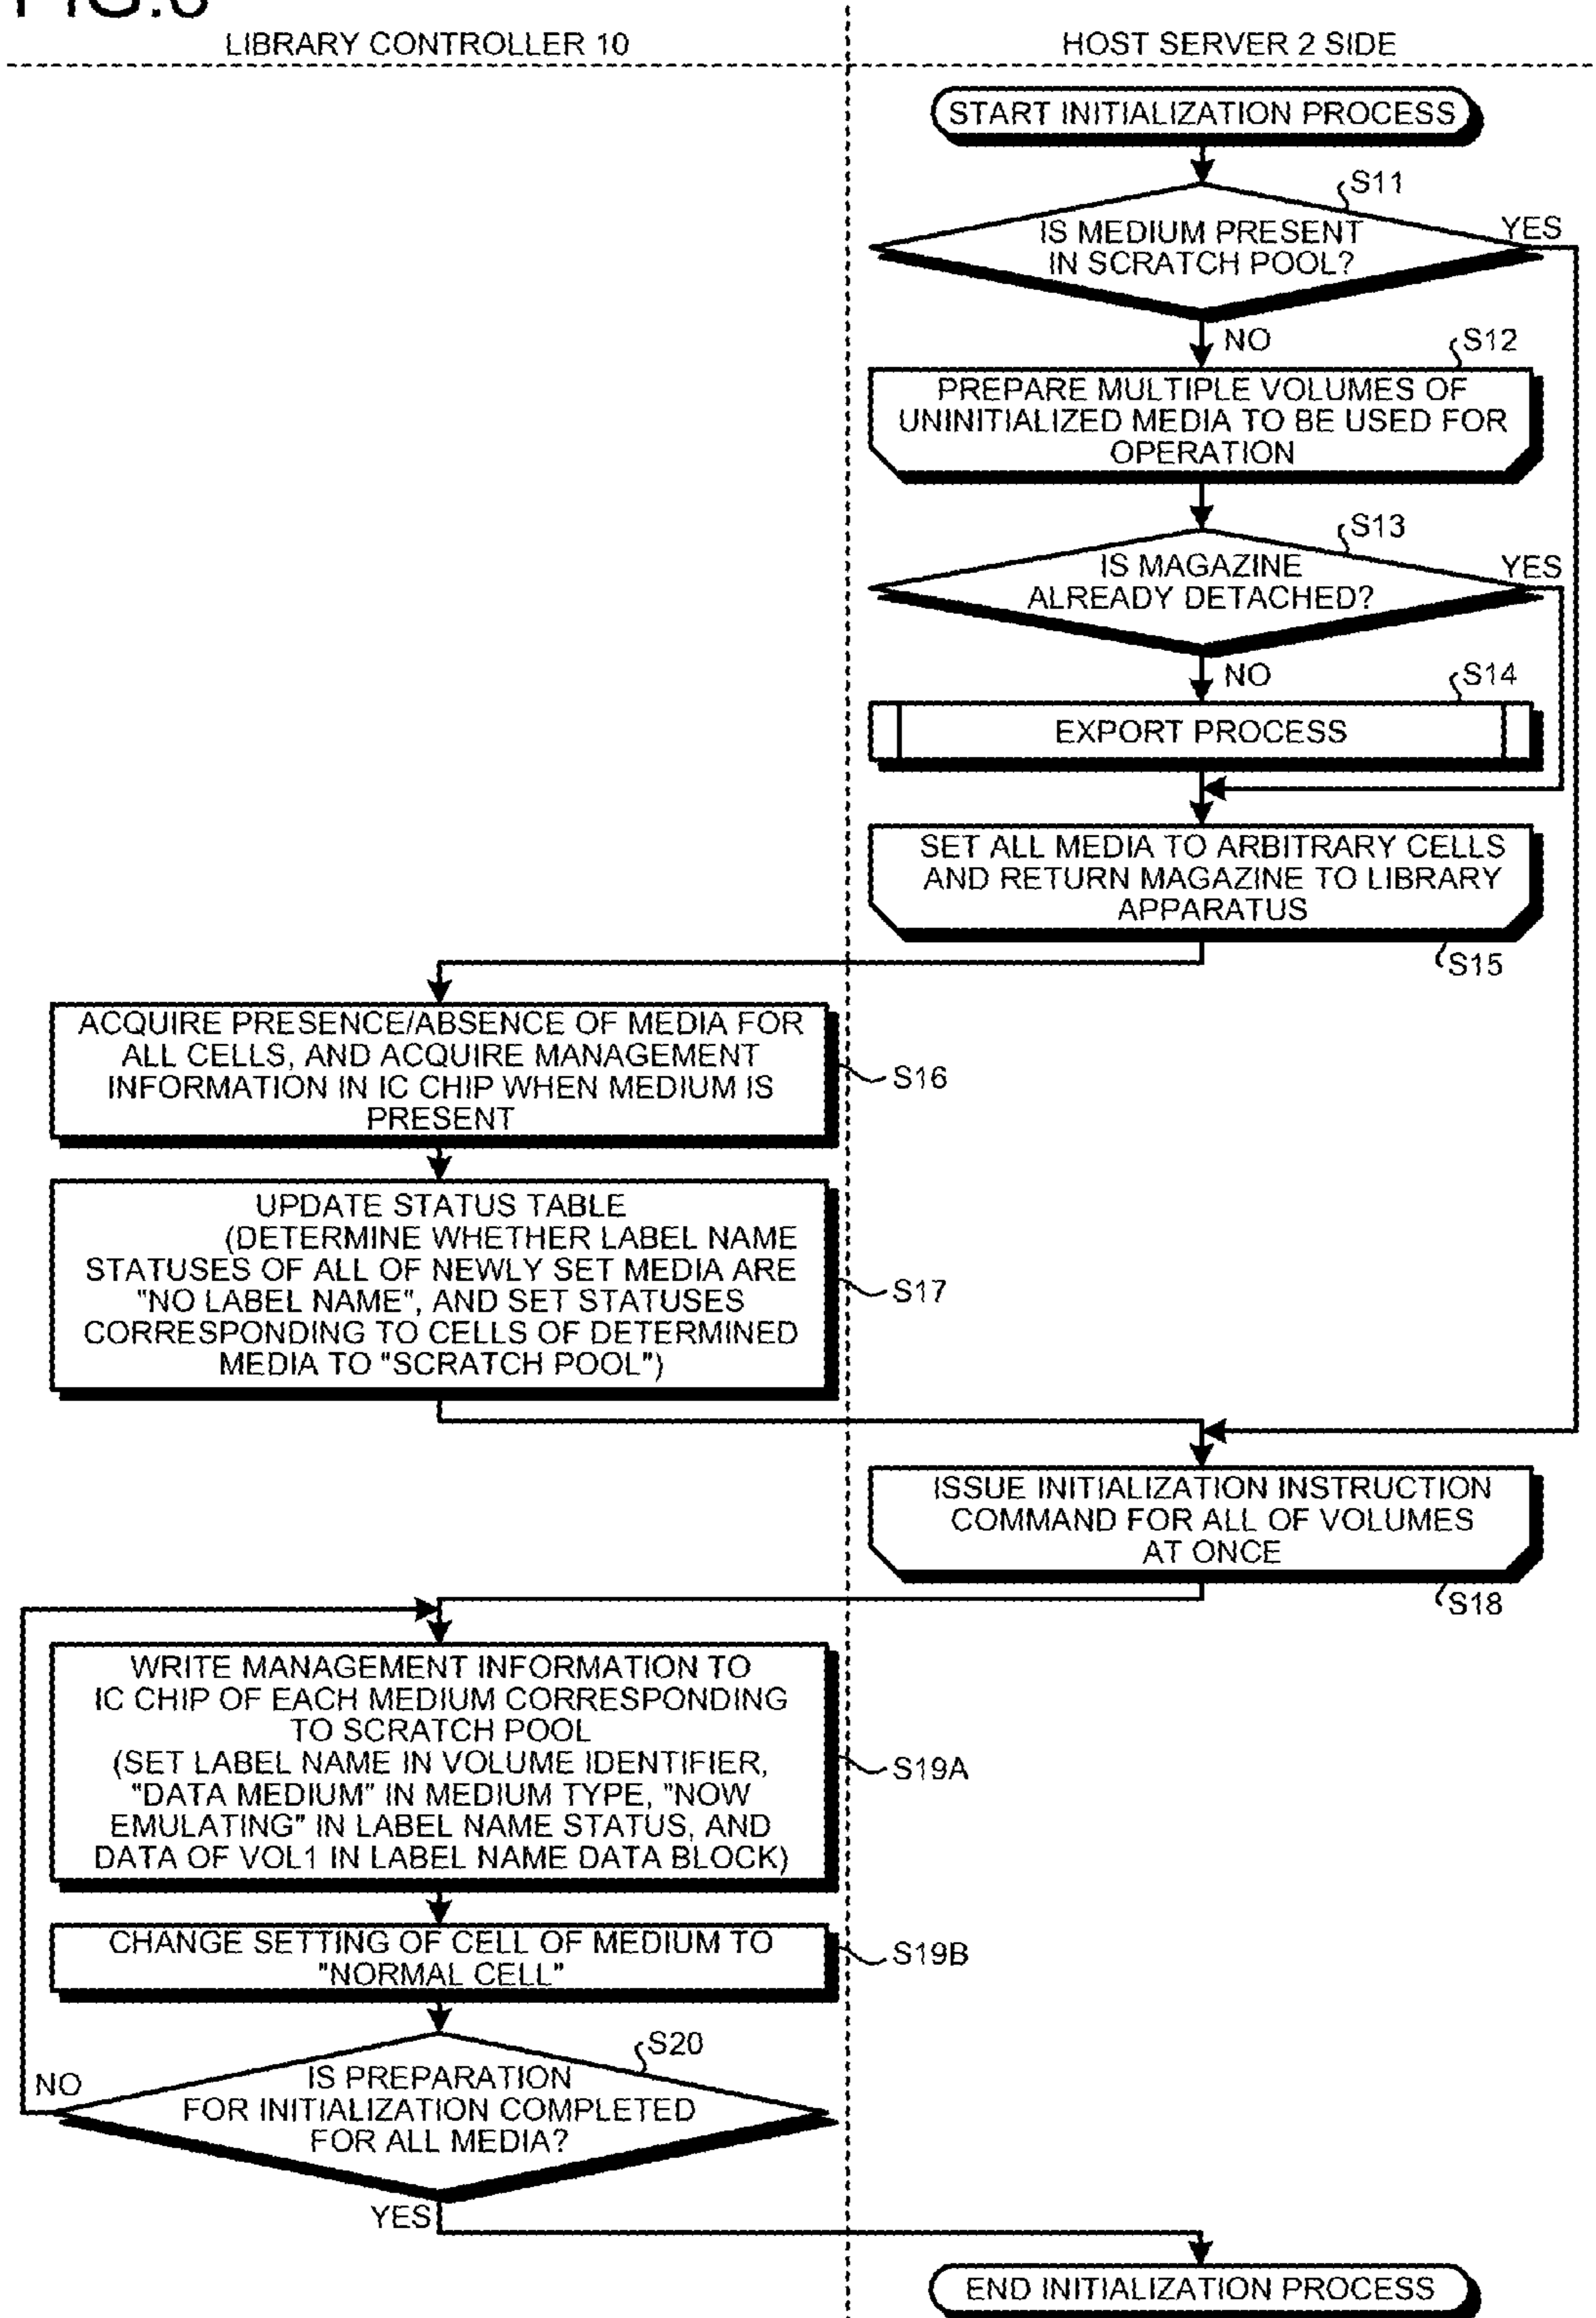 LIBRARY CONTROLLER 10
HOST SERVER 2 SIDE
START INITIALIZATION PROCESS
S11
IS MEDIUM PRESENT
IN SCRATCH POOL?
YES
NO
S12
PREPARE MULTIPLE VOLUMES OF
UNINITIALIZED MEDIA TO BE USED FOR
OPERATION
S13
IS MAGAZINE
ALREADY DETACHED?
YES
NO
S14
EXPORT PROCESS
SET ALL MEDIA TO ARBITRARY CELLS
AND RETURN MAGAZINE TO LIBRARY
APPARATUS
S15
ACQUIRE PRESENCE/ABSENCE OF MEDIA FOR
ALL CELLS, AND ACQUIRE MANAGEMENT
INFORMATION IN IC CHIP WHEN MEDIUM IS
PRESENT
S16
UPDATE STATUS TABLE
(DETERMINE WHETHER LABEL NAME
STATUSES OF ALL OF NEWLY SET MEDIA ARE
"NO LABEL NAME", AND SET STATUSES
CORRESPONDING TO CELLS OF DETERMINED
MEDIA TO "SCRATCH POOL")
S17
ISSUE INITIALIZATION INSTRUCTION
COMMAND FOR ALL OF VOLUMES
AT ONCE
S18
WRITE MANAGEMENT INFORMATION TO
IC CHIP OF EACH MEDIUM CORRESPONDING
TO SCRATCH POOL
(SET LABEL NAME IN VOLUME IDENTIFIER,
"DATA MEDIUM" IN MEDIUM TYPE, "NOW
EMULATING" IN LABEL NAME STATUS, AND
DATA OF VOL1 IN LABEL NAME DATA BLOCK)
S19A
CHANGE SETTING OF CELL OF MEDIUM TO
"NORMAL CELL"
S19B
S20
IS PREPARATION
FOR INITIALIZATION COMPLETED
FOR ALL MEDIA?
NO
YES
END INITIALIZATION PROCESS